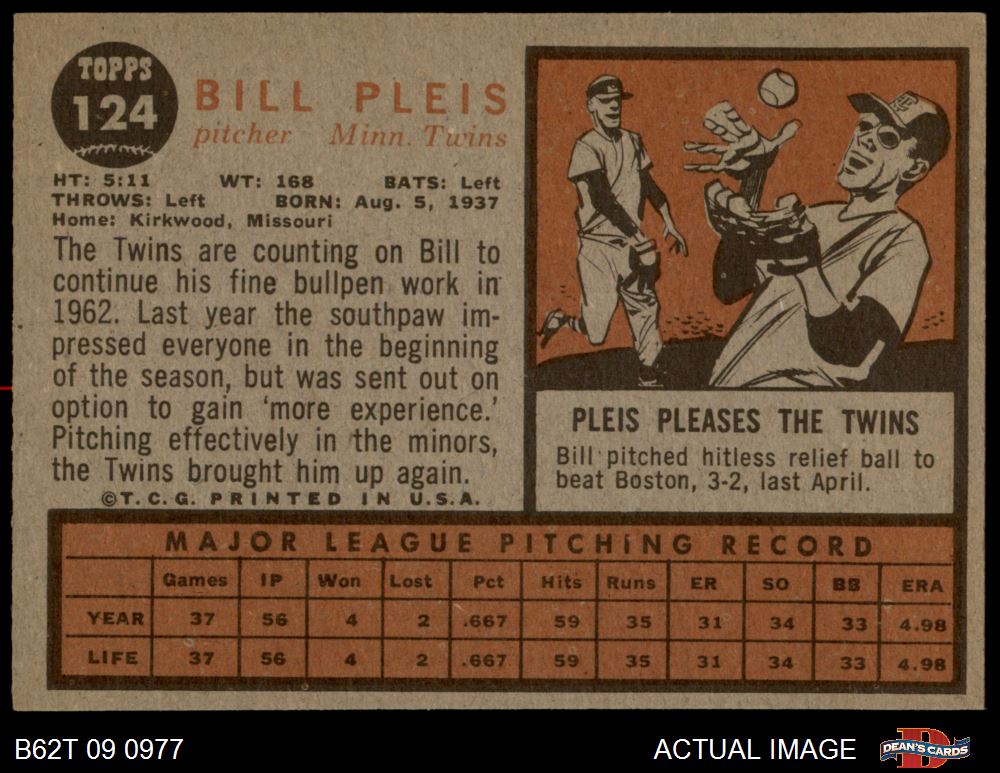 TOPPS
124
BILL PLEIS
pitcher Minn. Twins
HT: 5:11 WT: 168 BATS: Left
THROWS: Left BORN: Aug. 5, 1937
Home: Kirkwood, Missouri
The Twins are counting on Bill to
continue his fine bullpen work in
1962. Last year the southpaw im-
pressed everyone in the beginning
of the season, but was sent out on
option to gain 'more experience.'
Pitching effectively in the minors,
the Twins brought him up again.
©T.C.G. PRINTED IN U.S.A.
PLEIS PLEASES THE TWINS
Bill pitched hitless relief ball to
beat Boston, 3-2, last April.
MAJOR LEAGUE PITCHING RECORD
Games IP Won Lost Pct Hits Runs ER SO BB ERA
YEAR 37 56 4 2 .667 59 35 31 34 33 4.98
LIFE 37 56 4 2 .667 59 35 31 34 33 4.98
B62T 09 0977 ACTUAL IMAGE DEAN'S CARDS